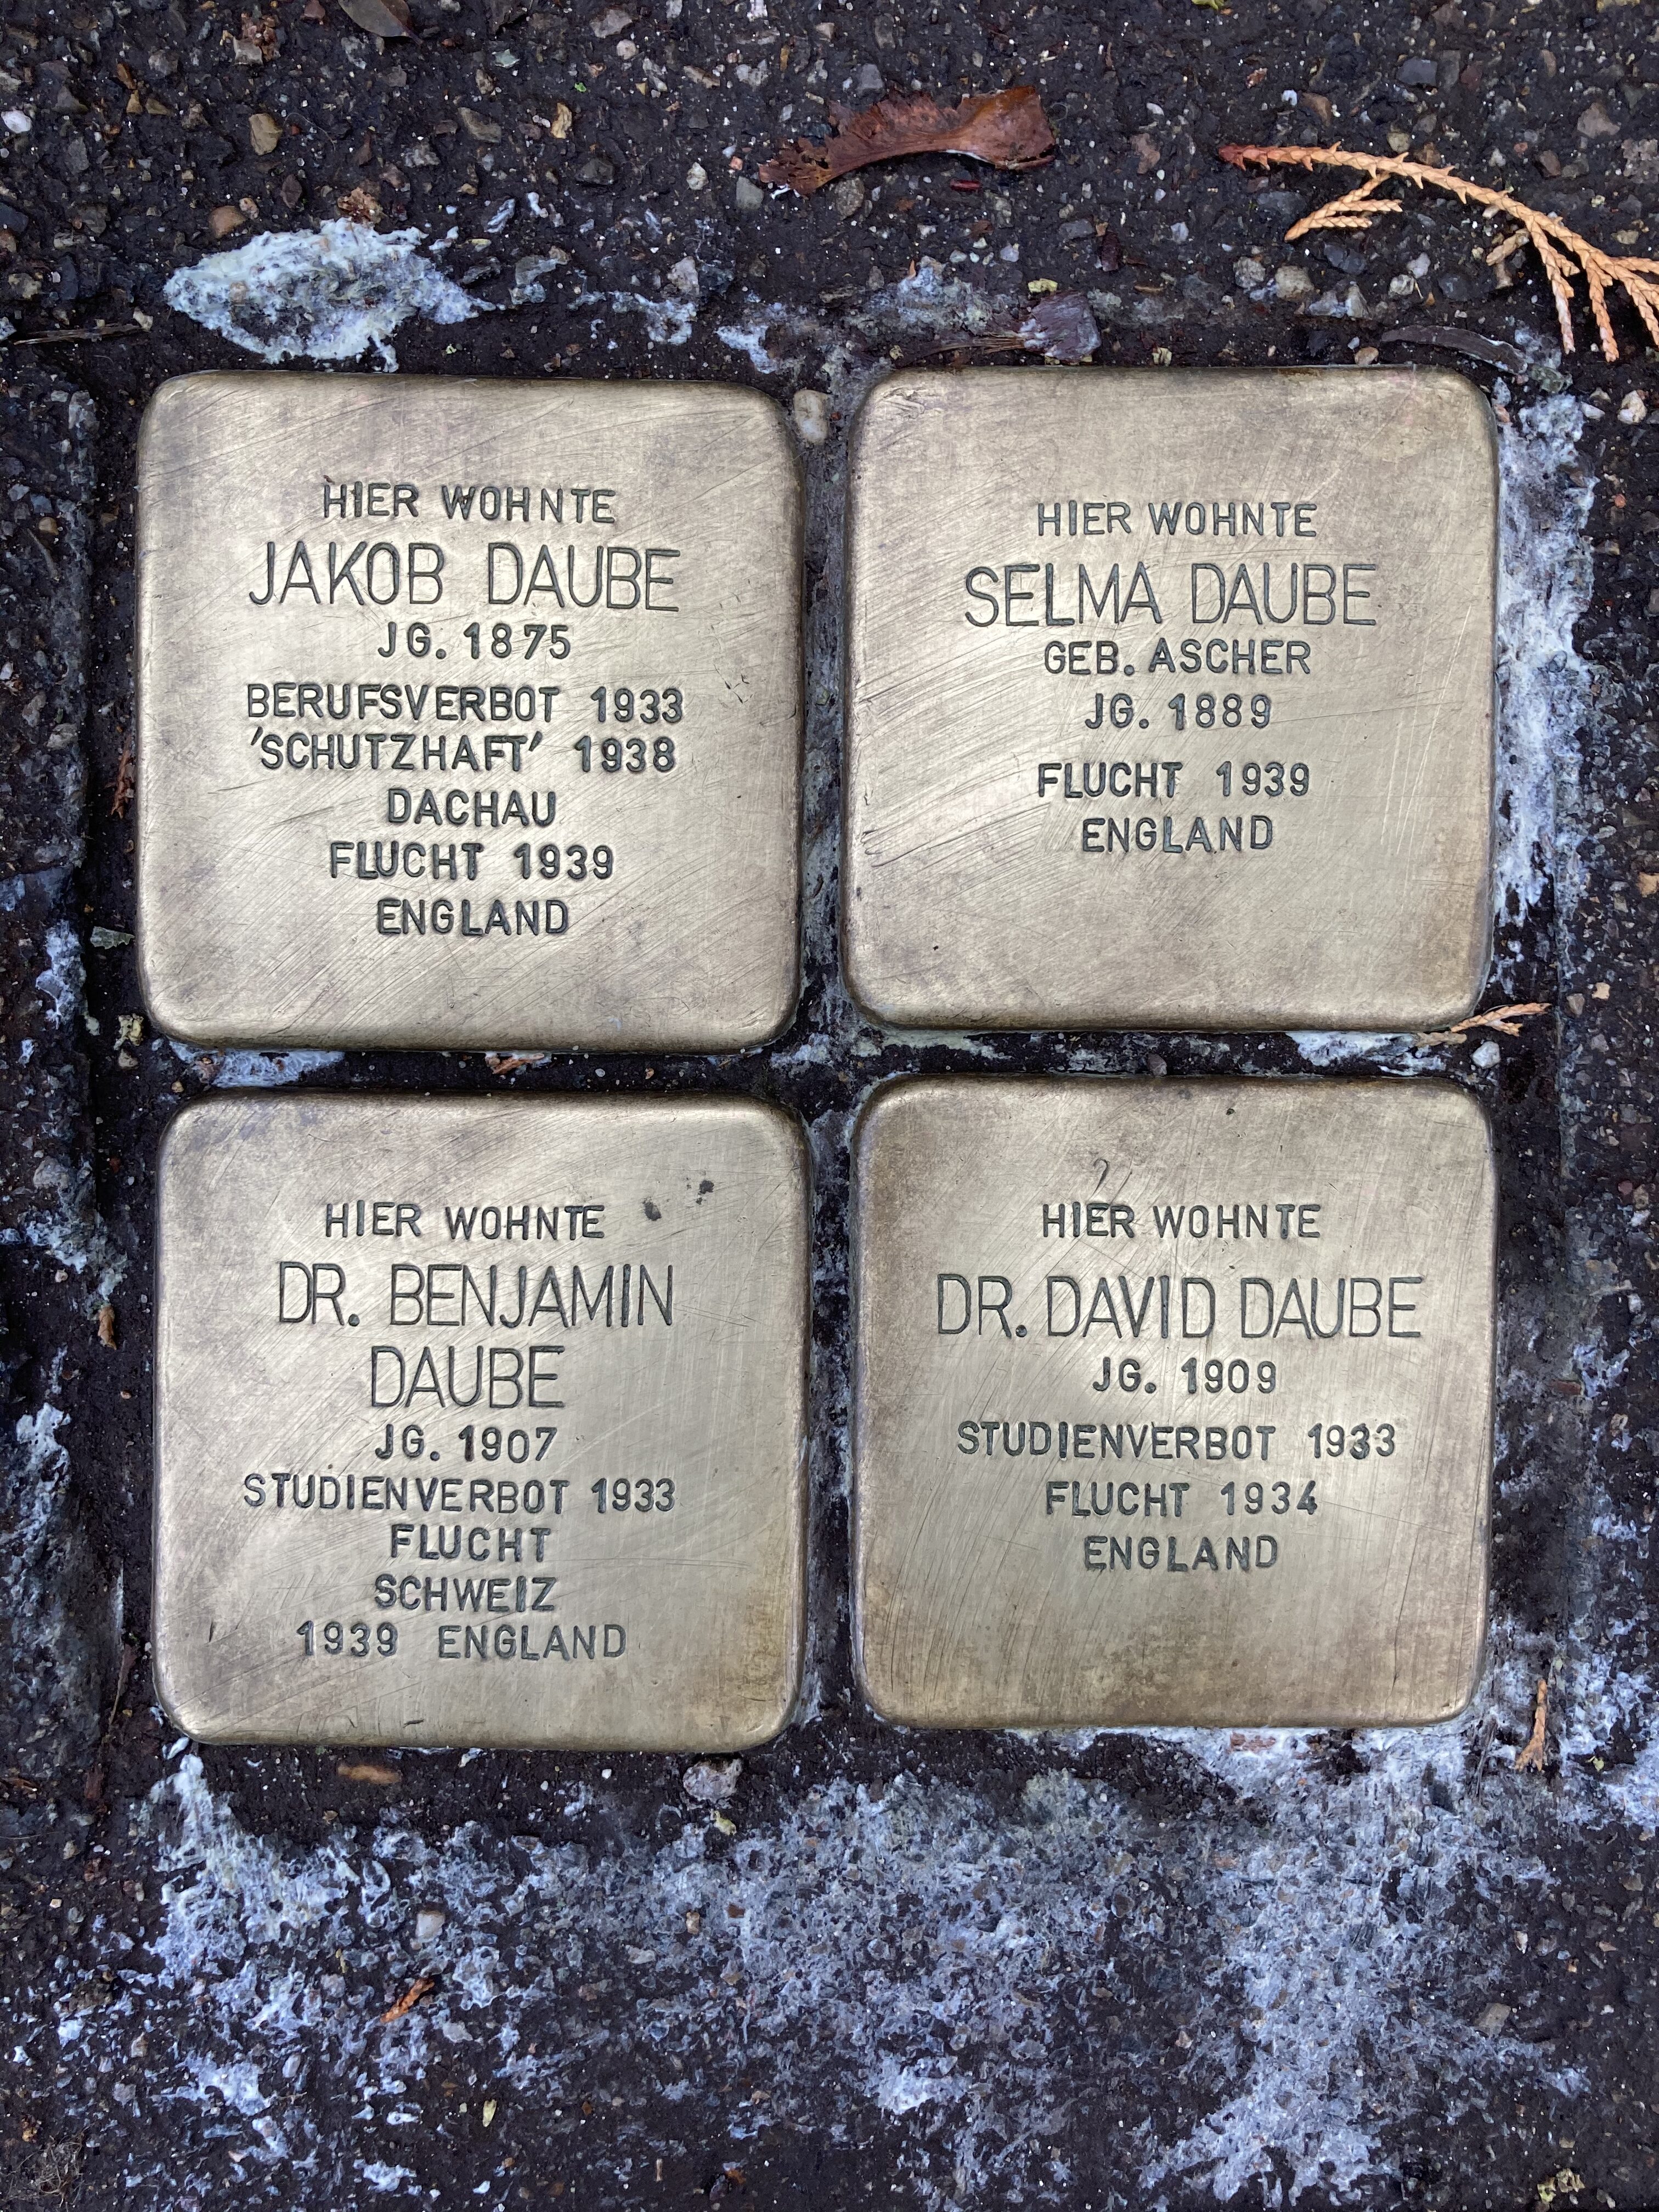 HIER WOHNTE
JAKOB DAUBE
JG. 1875
BERUFSVERBOT 1933
'SCHUTZHAFT' 1938
DACHAU
FLUCHT 1939
ENGLAND
HIER WOHNTE
SELMA DAUBE
GEB. ASCHER
JG. 1889
FLUCHT 1939
ENGLAND
HIER WOHNTE
DR. BENJAMIN
DAUBE
JG. 1907
STUDIENVERBOT 1933
FLUCHT
SCHWEIZ
1939 ENGLAND
HIER WOHNTE
DR. DAVID DAUBE
JG. 1909
STUDIENVERBOT 1933
FLUCHT 1934
ENGLAND